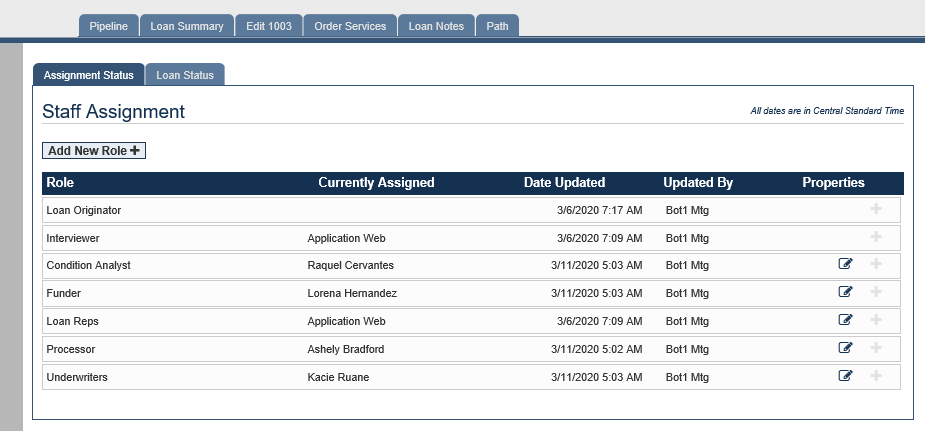 Pipeline Loan Summary Edit 1003 Order Services Loan Notes Path
Assignment Status Loan Status
Staff Assignment All dates are in Central Standard Time
Add New Role +
Role Currently Assigned Date Updated Updated By Properties
Loan Originator 3/6/2020 7:17 AM Bot1 Mtg
Interviewer Application Web 3/6/2020 7:09 AM Bot1 Mtg
Condition Analyst Raquel Cervantes 3/11/2020 5:03 AM Bot1 Mtg
Funder Lorena Hernandez 3/11/2020 5:03 AM Bot1 Mtg
Loan Reps Application Web 3/6/2020 7:09 AM Bot1 Mtg
Processor Ashely Bradford 3/11/2020 5:02 AM Bot1 Mtg
Underwriters Kacie Ruane 3/11/2020 5:03 AM Bot1 Mtg